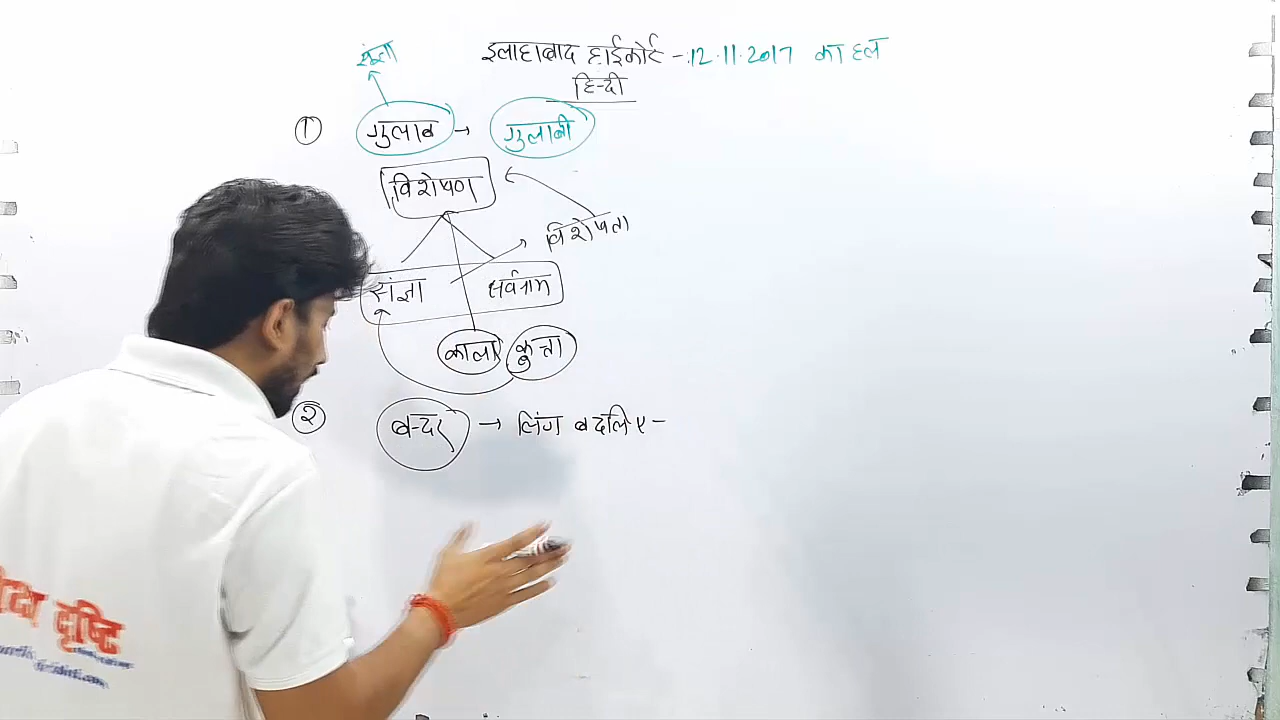 इलाहाबाद हाईकोर्ट - 12.11.2017 का हल
हिन्दी
संज्ञा
① गुलाब → गुलाबी
विशेषण
विशेषता
संज्ञा सर्वनाम
काला कुत्ता
② बन्दर → लिंग बदलिए -
दृष्टि